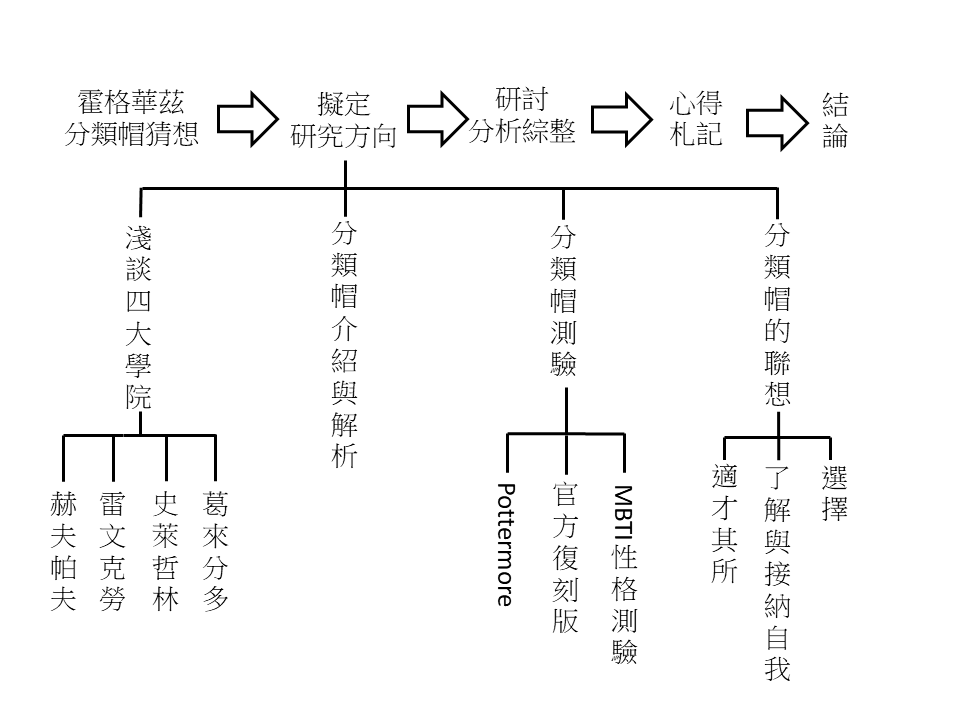 霍格華茲
分類帽猜想
擬定
研究方向
研討
分析綜整
心得
札記
結
論
淺談四大學院
分類帽介紹與解析
分類帽測驗
分類帽的聯想
赫夫帕夫
雷文克勞
史萊哲林
葛來分多
Pottermore
官方復刻版
MBTI性格測驗
適才其所
了解與接納自我
選擇